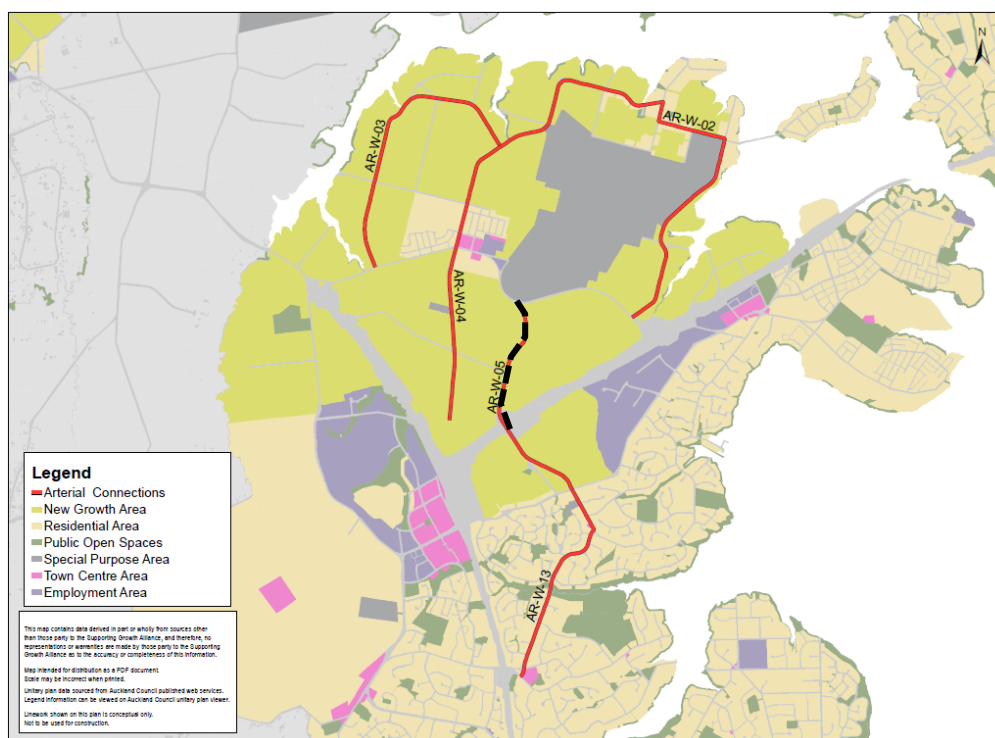 N
AR-W-02
AR-W-03
AR-W-04
AR-W-05
AR-W-13
Legend
Arterial Connections
New Growth Area
Residential Area
Public Open Spaces
Special Purpose Area
Town Centre Area
Employment Area
This map contains data derived in part or wholly from sources other
than those party to the Supporting Growth Alliance, and therefore, no
representations or warranties are made by those party to the Supporting
Growth Alliance as to the accuracy or completeness of this information.
Map intended for distribution as a PDF document.
Scale may be incorrect when printed.
Unitary plan data sourced from Auckland Council published web services.
Legend information can be viewed on Auckland Council unitary plan viewer.
Linework shown on this plan is conceptual only.
Not to be used for construction.